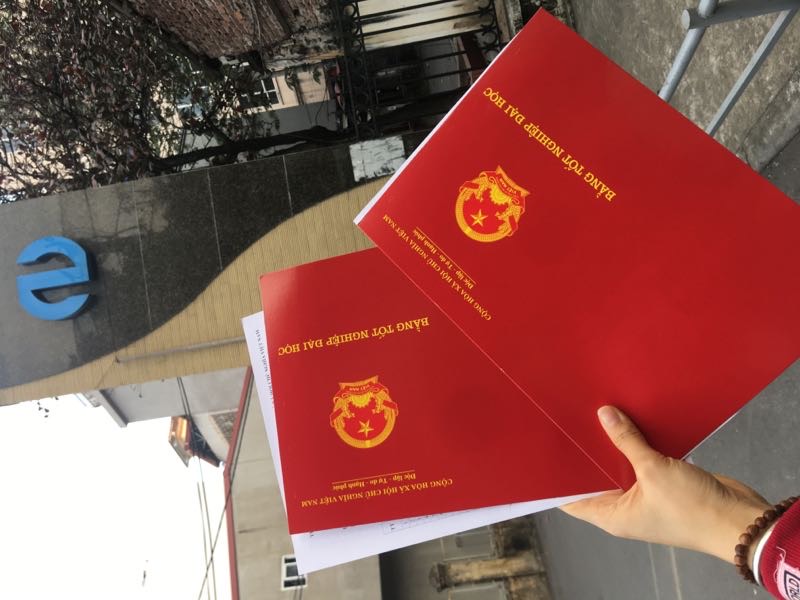 CỘNG HÒA XÃ HỘI CHỦ NGHĨA VIỆT NAM
Độc lập - Tự do - Hạnh phúc
BẰNG TỐT NGHIỆP ĐẠI HỌC
CỘNG HÒA XÃ HỘI CHỦ NGHĨA VIỆT NAM
Độc lập - Tự do - Hạnh phúc
VIỆT NAM
BẰNG TỐT NGHIỆP ĐẠI HỌC
e